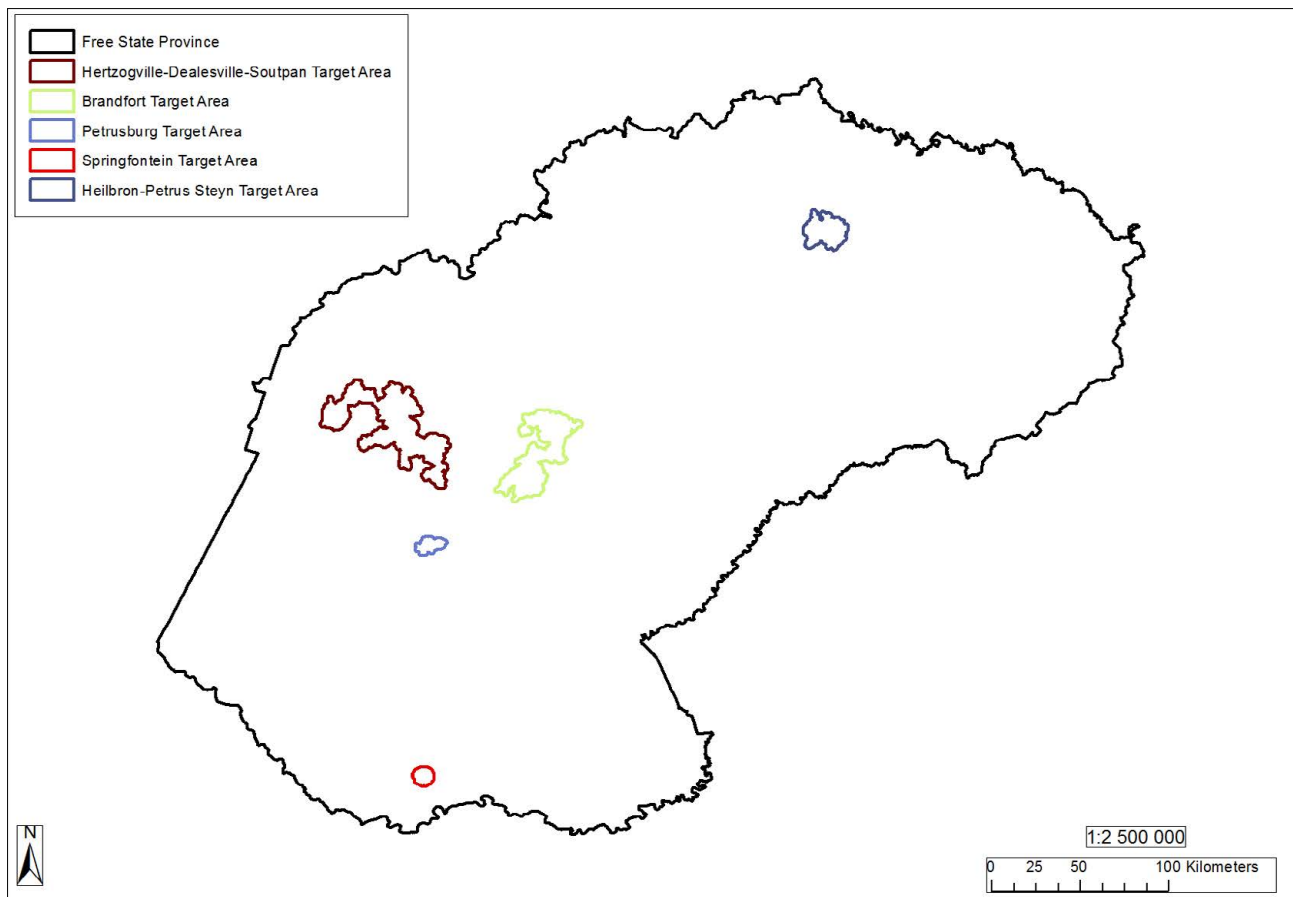 Free State Province
Hertzogville-Dealesville-Soutpan Target Area
Brandfort Target Area
Petrusburg Target Area
Springfontein Target Area
Heilbron-Petrus Steyn Target Area
N
1:2 500 000
0 25 50 100 Kilometers